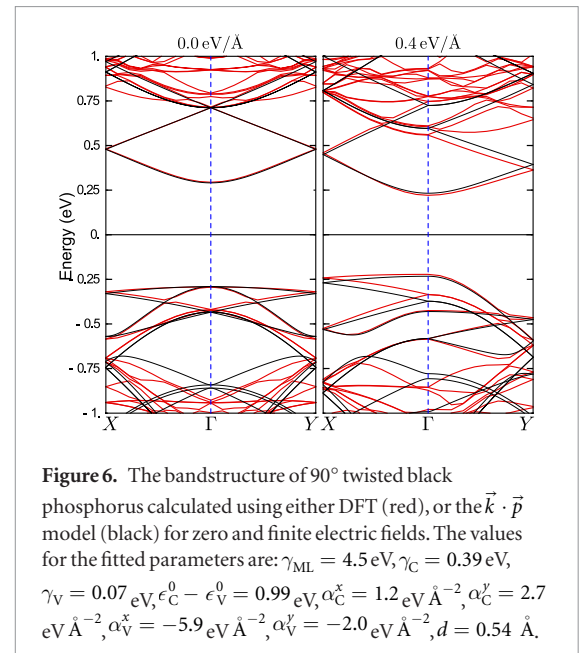 0.0 eV/Å 0.4 eV/Å
1.
0.75
0.5
0.25
0.
- 0.25
- 0.5
- 0.75
- 1.
Energy (eV)
X Γ Y X Γ Y
Figure 6. The bandstructure of 90° twisted black
phosphorus calculated using either DFT (red), or the k⃗ · p⃗
model (black) for zero and finite electric fields. The values
for the fitted parameters are: γ_ML = 4.5 eV, γ_C = 0.39 eV,
γ_V = 0.07 eV, ϵ_C^0 − ϵ_V^0 = 0.99 eV, α_C^x = 1.2 eV Å⁻², α_C^y = 2.7
eV Å⁻², α_V^x = −5.9 eV Å⁻², α_V^y = −2.0 eV Å⁻², d = 0.54 Å.